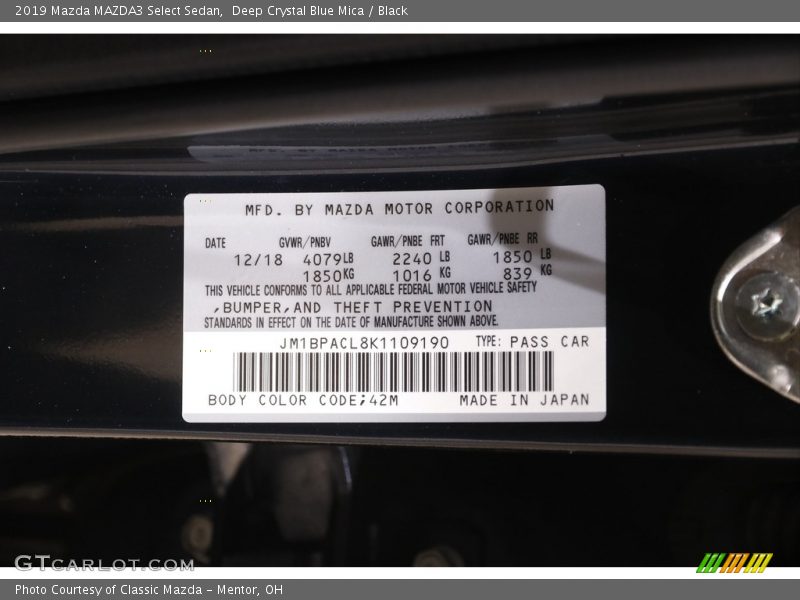 2019 Mazda MAZDA3 Select Sedan,  Deep Crystal Blue Mica / Black
MFD. BY MAZDA MOTOR CORPORATION
DATE GVWR/PNBV GAWR/PNBE FRT GAWR/PNBE RR
12/18 4079LB 2240 LB 1850 LB
1850KG 1016 KG 839 KG
THIS VEHICLE CONFORMS TO ALL APPLICABLE FEDERAL MOTOR VEHICLE SAFETY
,BUMPER,AND THEFT PREVENTION
STANDARDS IN EFFECT ON THE DATE OF MANUFACTURE SHOWN ABOVE.
JM1BPACL8K1109190 TYPE: PASS CAR
BODY COLOR CODE;42M MADE IN JAPAN
GTCARLOT.COM
Photo Courtesy of Classic Mazda - Mentor, OH